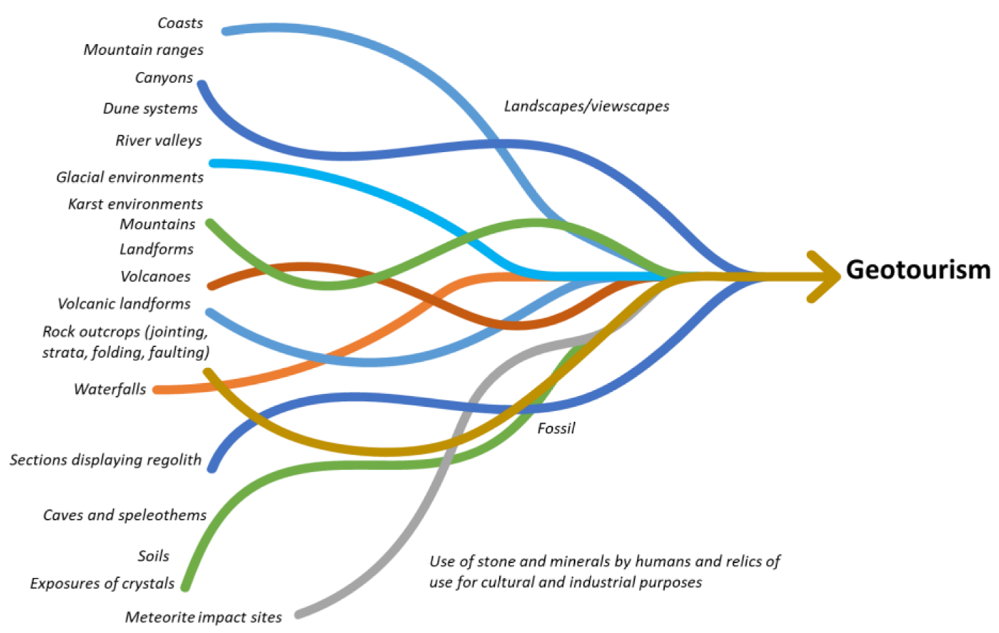 Coasts
Mountain ranges
Canyons
Dune systems
Landscapes/viewscapes
River valleys
Glacial environments
Karst environments
Mountains
Landforms
Geotourism
Volcanoes
Volcanic landforms
Rock outcrops (jointing,
strata, folding, faulting)
Waterfalls
Fossil
Sections displaying regolith
Caves and speleothems
Soils
Use of stone and minerals by humans and relics of
use for cultural and industrial purposes
Exposures of crystals
Meteorite impact sites